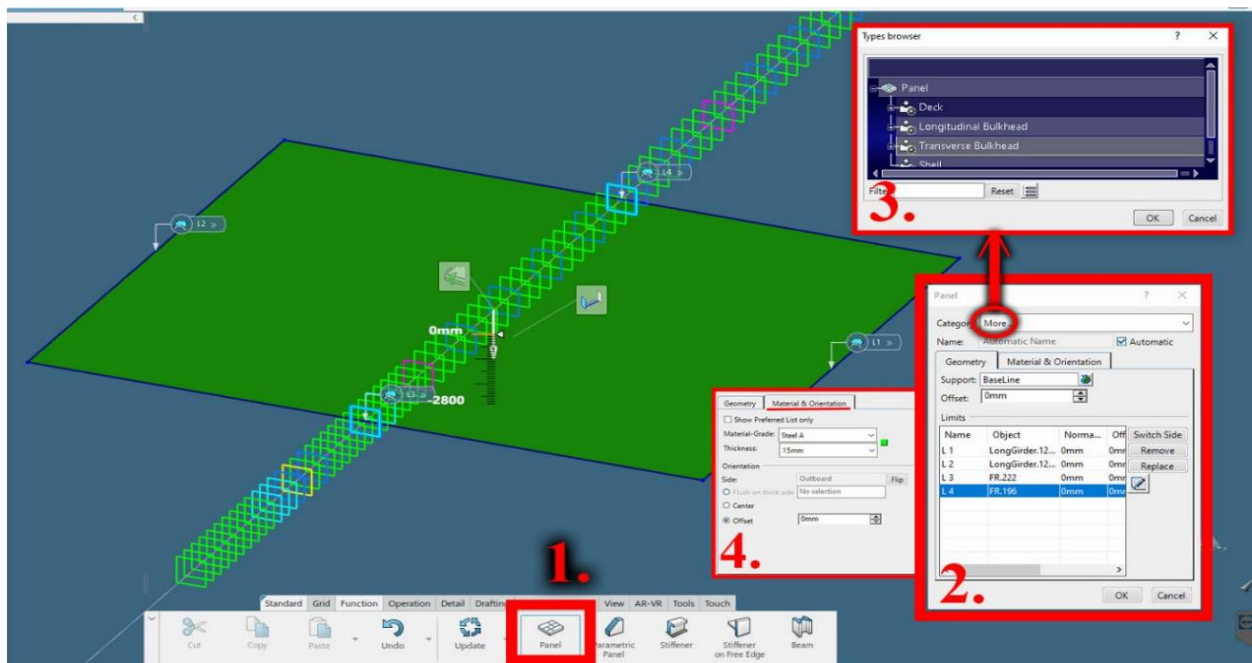 Types browser ? ×
Panel
Deck
Longitudinal Bulkhead
Transverse Bulkhead
Shell
Filter
Reset
3.
OK Cancel
L4 »
L2 »
0mm
L1 »
L3 »
-2800
Panel ? ×
Category: More...
Name: Automatic Name Automatic
Geometry Material & Orientation
Support: BaseLine
Offset: 0mm
Limits
Name Object Norma... Off
Switch Side
L 1 LongGirder.12... 0mm 0mm
Remove
L 2 LongGirder.12... 0mm 0mm
Replace
L 3 FR.222 0mm 0mm
L 4 FR.196 0mm 0mm
2.
OK Cancel
Geometry Material & Orientation
Show Preferred List only
Material-Grade: Steel A
Thickness: 15mm
Orientation
Side: Outboard Flip
Flush on thick side No selection
Center
Offset 0mm
4.
1.
Standard Grid Function Operation Detail Drafting View AR-VR Tools Touch
Cut Copy Paste Undo Update Panel Parametric Panel Stiffener Stiffener on Free Edge Beam